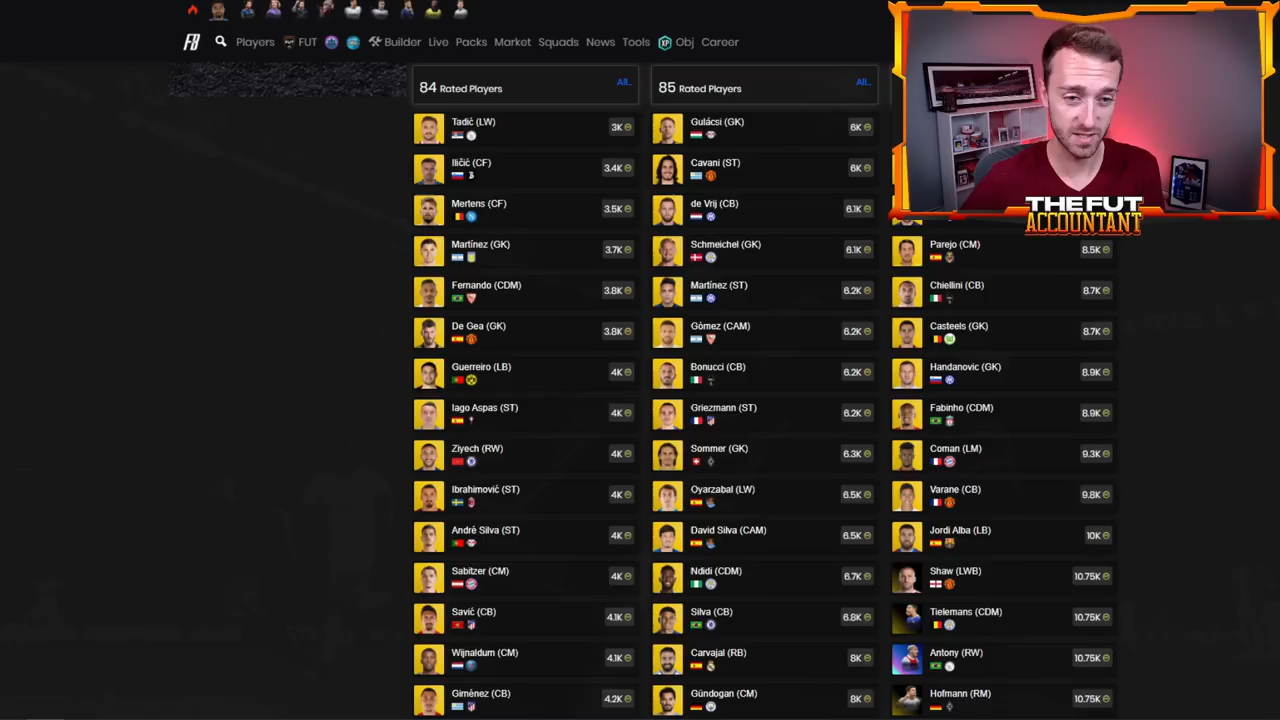 FB
Players
FUT
Builder
Live
Packs
Market
Squads
News
Tools
XP
Obj
Career
84 Rated Players
All..
Tadić (LW)
3K
Iličić (CF)
3.4K
Mertens (CF)
3.5K
Martínez (GK)
3.7K
Fernando (CDM)
3.8K
De Gea (GK)
3.8K
Guerreiro (LB)
4K
Iago Aspas (ST)
4K
Ziyech (RW)
4K
Ibrahimović (ST)
4K
André Silva (ST)
4K
Sabitzer (CM)
4K
Savić (CB)
4.1K
Wijnaldum (CM)
4.1K
Giménez (CB)
4.2K
85 Rated Players
All..
Gulácsi (GK)
6K
Cavani (ST)
6K
de Vrij (CB)
6.1K
Schmeichel (GK)
6.1K
Martínez (ST)
6.2K
Gómez (CAM)
6.2K
Bonucci (CB)
6.2K
Griezmann (ST)
6.2K
Sommer (GK)
6.3K
Oyarzabal (LW)
6.5K
David Silva (CAM)
6.5K
Ndidi (CDM)
6.7K
Silva (CB)
6.8K
Carvajal (RB)
8K
Gündogan (CM)
8K
THE FUT
ACCOUNTANT
Parejo (CM)
8.5K
Chiellini (CB)
8.7K
Casteels (GK)
8.7K
Handanovic (GK)
8.9K
Fabinho (CDM)
8.9K
Coman (LM)
9.3K
Varane (CB)
9.8K
Jordi Alba (LB)
10K
Shaw (LWB)
10.75K
Tielemans (CDM)
10.75K
Antony (RW)
10.75K
Hofmann (RM)
10.75K